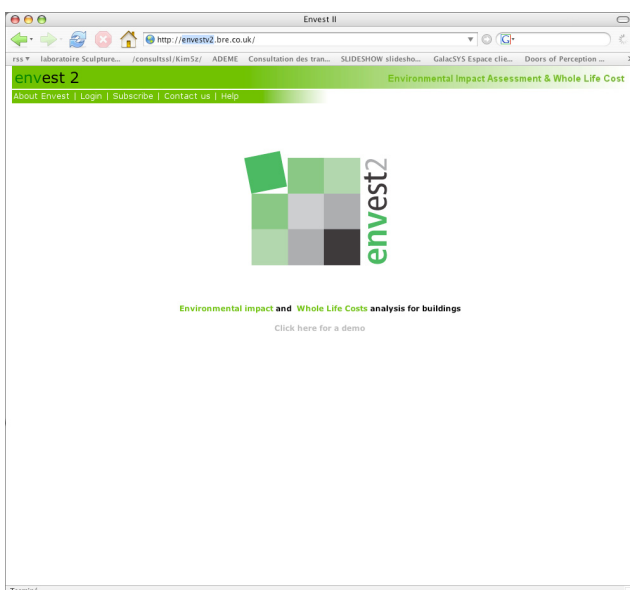 Envest II
http://envestv2.bre.co.uk/
G
rss laboratoire Sculpture... /consultssl/Kim5z/ ADEME Consultation des tran... SLIDESHOW slidesho... GalacSYS Espace clie... Doors of Perception ...
envest 2
Environmental Impact Assessment & Whole Life Cost
About Envest | Login | Subscribe | Contact us | Help
envest2
Environmental impact and Whole Life Costs analysis for buildings
Click here for a demo